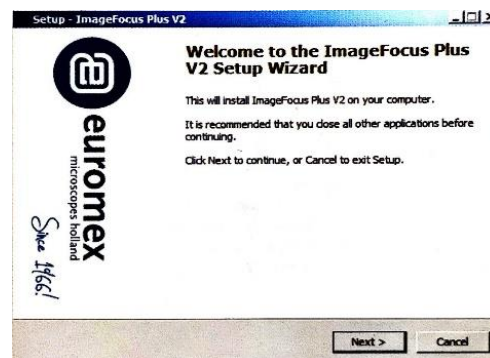 Setup - ImageFocus Plus V2
Welcome to the ImageFocus Plus
V2 Setup Wizard
This will install ImageFocus Plus V2 on your computer.
It is recommended that you close all other applications before
continuing.
Click Next to continue, or Cancel to exit Setup.
euromex
microscopes holland
Since 1966!
Next >
Cancel